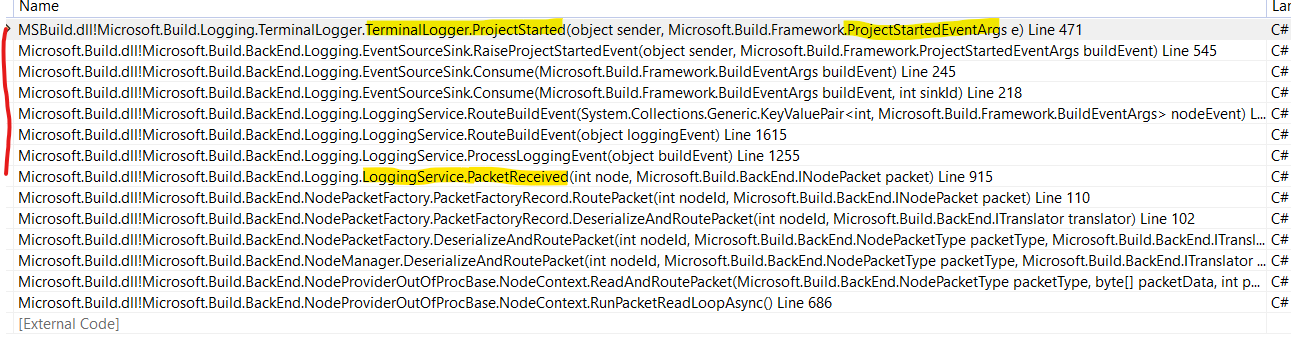 Name
Lar
MSBuild.dll!Microsoft.Build.Logging.TerminalLogger.TerminalLogger.ProjectStarted(object sender, Microsoft.Build.Framework.ProjectStartedEventArgs e) Line 471 C#
Microsoft.Build.dll!Microsoft.Build.BackEnd.Logging.EventSourceSink.RaiseProjectStartedEvent(object sender, Microsoft.Build.Framework.ProjectStartedEventArgs buildEvent) Line 545 C#
Microsoft.Build.dll!Microsoft.Build.BackEnd.Logging.EventSourceSink.Consume(Microsoft.Build.Framework.BuildEventArgs buildEvent) Line 245 C#
Microsoft.Build.dll!Microsoft.Build.BackEnd.Logging.EventSourceSink.Consume(Microsoft.Build.Framework.BuildEventArgs buildEvent, int sinkId) Line 218 C#
Microsoft.Build.dll!Microsoft.Build.BackEnd.Logging.LoggingService.RouteBuildEvent(System.Collections.Generic.KeyValuePair<int, Microsoft.Build.Framework.BuildEventArgs> nodeEvent) L... C#
Microsoft.Build.dll!Microsoft.Build.BackEnd.Logging.LoggingService.RouteBuildEvent(object loggingEvent) Line 1615 C#
Microsoft.Build.dll!Microsoft.Build.BackEnd.Logging.LoggingService.ProcessLoggingEvent(object buildEvent) Line 1255 C#
Microsoft.Build.dll!Microsoft.Build.BackEnd.Logging.LoggingService.PacketReceived(int node, Microsoft.Build.BackEnd.INodePacket packet) Line 915 C#
Microsoft.Build.dll!Microsoft.Build.BackEnd.NodePacketFactory.PacketFactoryRecord.RoutePacket(int nodeId, Microsoft.Build.BackEnd.INodePacket packet) Line 110 C#
Microsoft.Build.dll!Microsoft.Build.BackEnd.NodePacketFactory.PacketFactoryRecord.DeserializeAndRoutePacket(int nodeId, Microsoft.Build.BackEnd.ITranslator translator) Line 102 C#
Microsoft.Build.dll!Microsoft.Build.BackEnd.NodePacketFactory.DeserializeAndRoutePacket(int nodeId, Microsoft.Build.BackEnd.NodePacketType packetType, Microsoft.Build.BackEnd.ITransl... C#
Microsoft.Build.dll!Microsoft.Build.BackEnd.NodeManager.DeserializeAndRoutePacket(int nodeId, Microsoft.Build.BackEnd.NodePacketType packetType, Microsoft.Build.BackEnd.ITranslator ... C#
Microsoft.Build.dll!Microsoft.Build.BackEnd.NodeProviderOutOfProcBase.NodeContext.ReadAndRoutePacket(Microsoft.Build.BackEnd.NodePacketType packetType, byte[] packetData, int p... C#
Microsoft.Build.dll!Microsoft.Build.BackEnd.NodeProviderOutOfProcBase.NodeContext.RunPacketReadLoopAsync() Line 686 C#
[External Code]